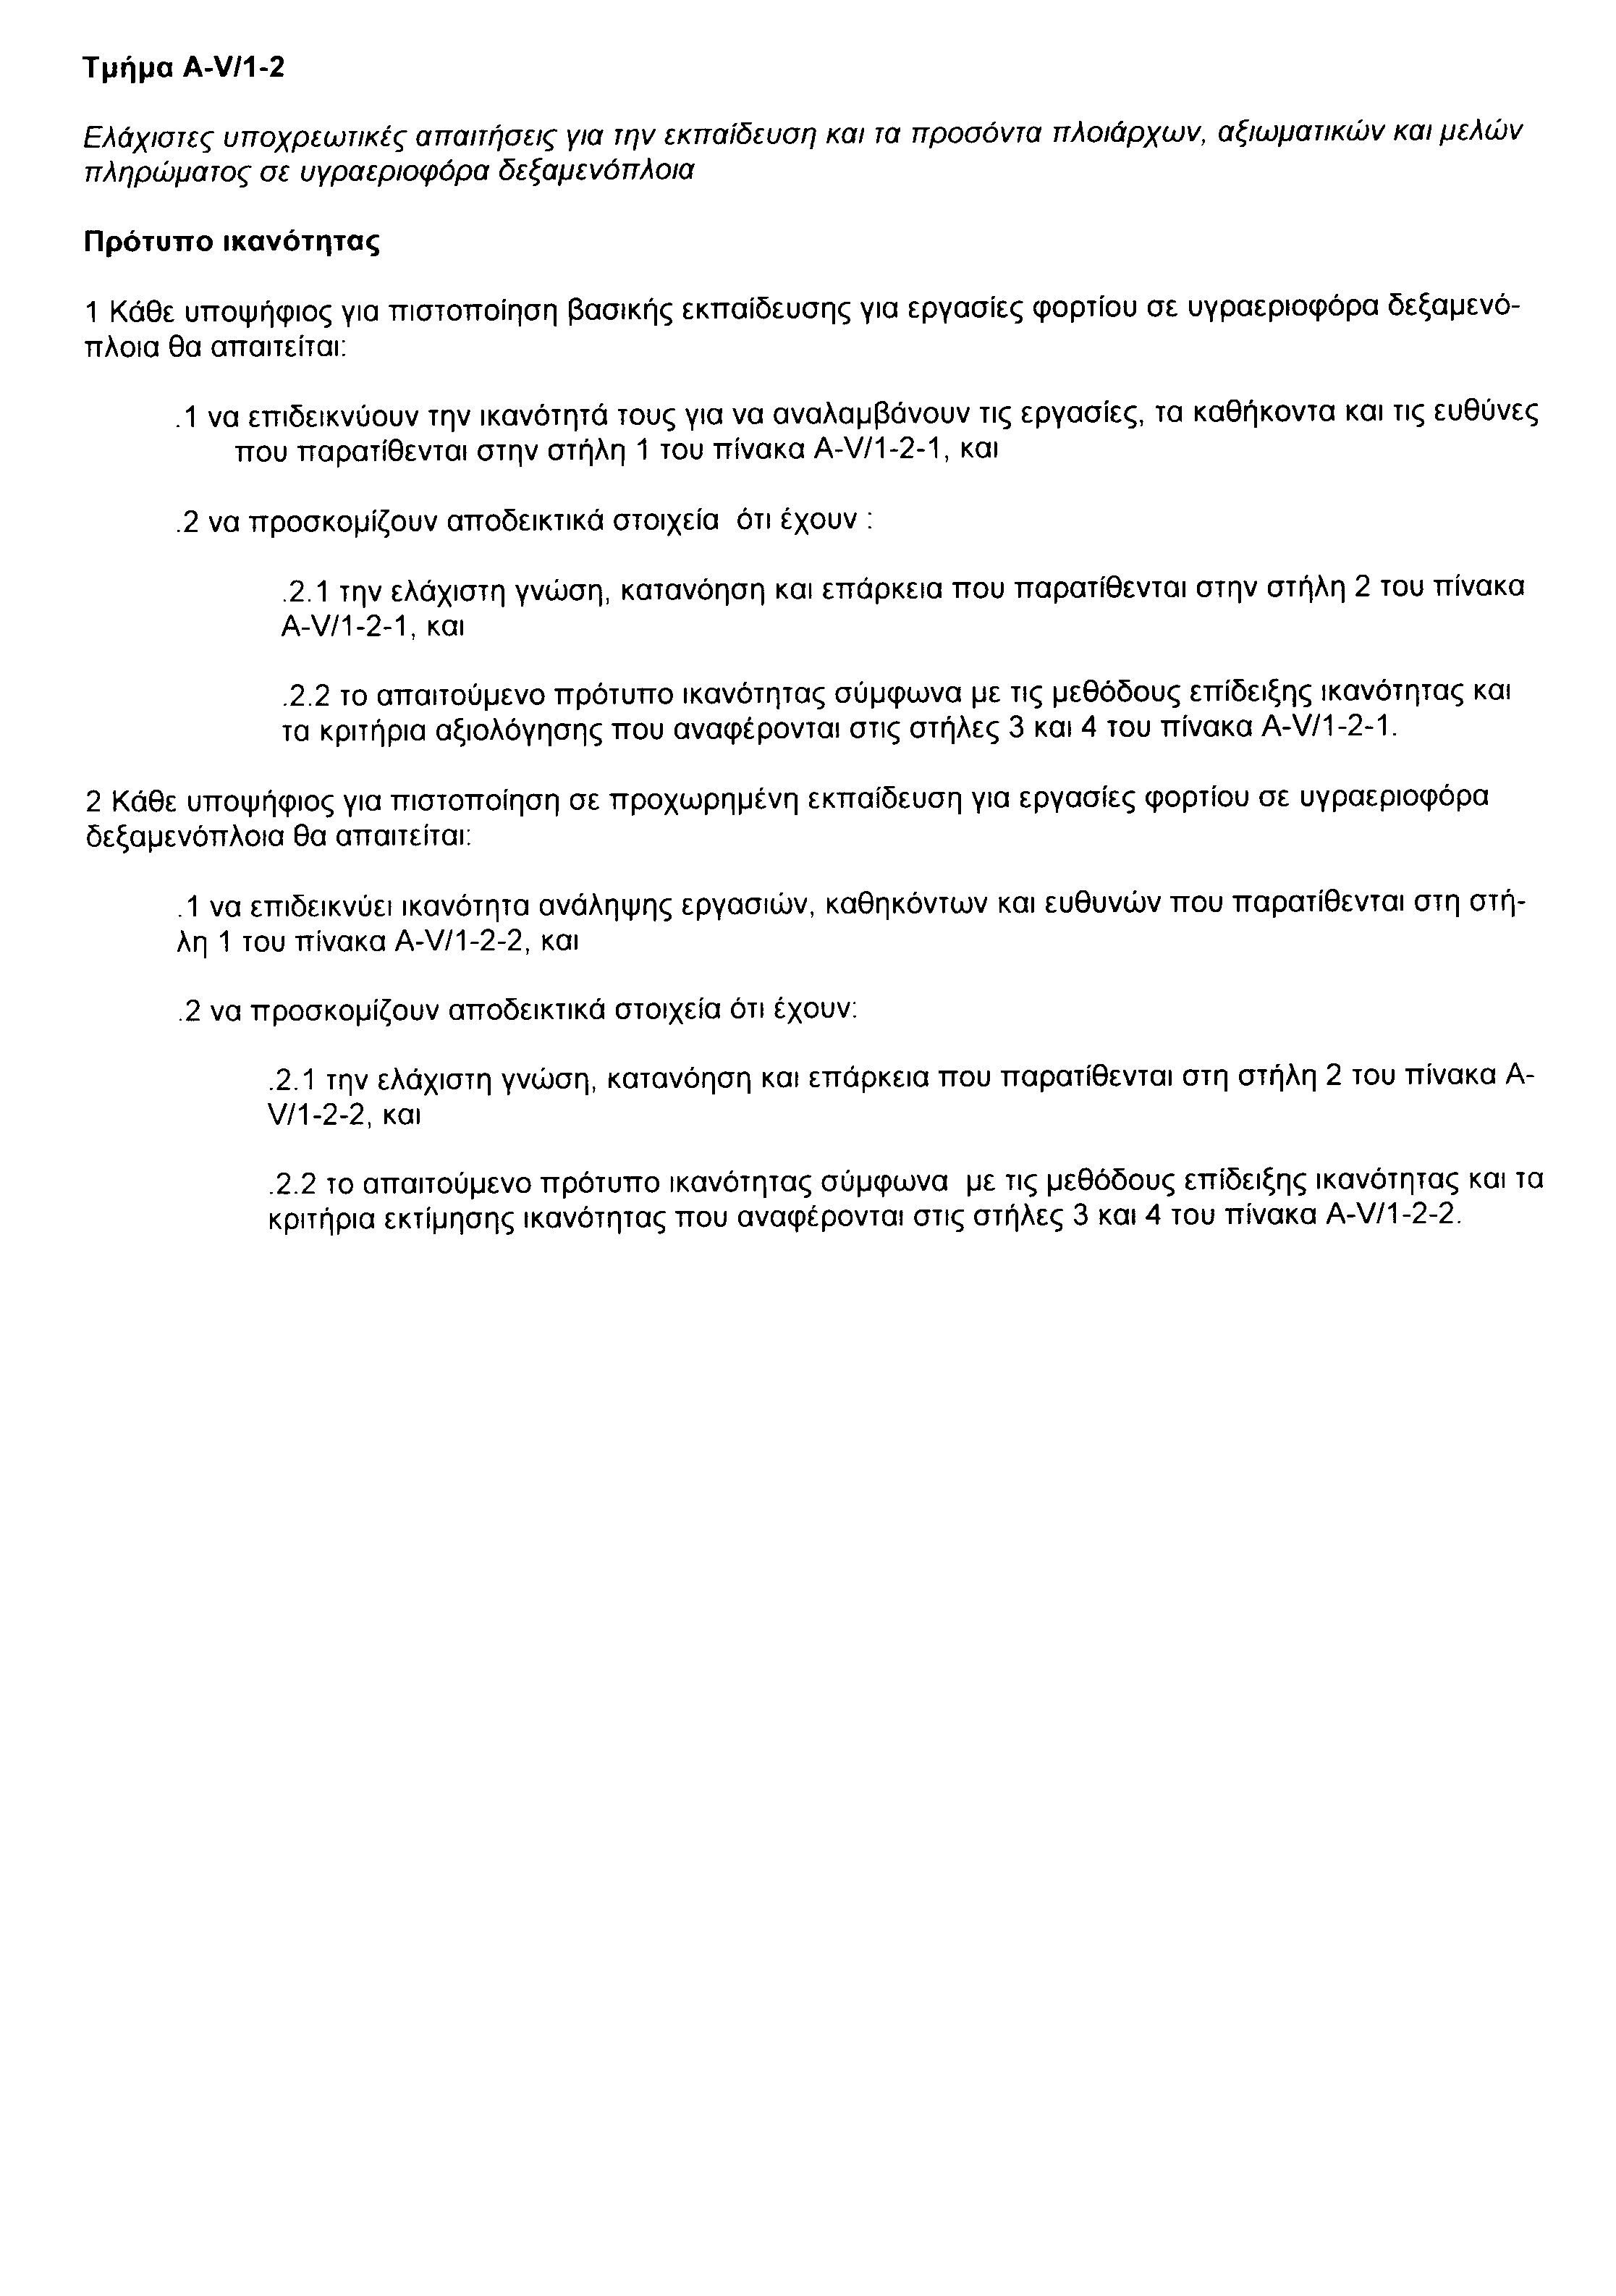 Τμήμα A-V/1-2
Ελάχιστες υποχρεωτικές απαιτήσεις για την εκπαίδευση και τα προσόντα πλοιάρχων, αξιωματικών και μελών
πληρώματος σε υγραεριοφόρα δεξαμενόπλοια
Πρότυπο ικανότητας
1 Κάθε υποψήφιος για πιστοποίηση βασικής εκπαίδευσης για εργασίες φορτίου σε υγραεριοφόρα δεξαμενό-
πλοια θα απαιτείται:
.1 να επιδεικνύουν την ικανότητά τους για να αναλαμβάνουν τις εργασίες, τα καθήκοντα και τις ευθύνες
που παρατίθενται στην στήλη 1 του πίνακα A-V/1-2-1, και
.2 να προσκομίζουν αποδεικτικά στοιχεία ότι έχουν :
.2.1 την ελάχιστη γνώση, κατανόηση και επάρκεια που παρατίθενται στην στήλη 2 του πίνακα
A-V/1-2-1, και
.2.2 το απαιτούμενο πρότυπο ικανότητας σύμφωνα με τις μεθόδους επίδειξης ικανότητας και
τα κριτήρια αξιολόγησης που αναφέρονται στις στήλες 3 και 4 του πίνακα A-V/1-2-1.
2 Κάθε υποψήφιος για πιστοποίηση σε προχωρημένη εκπαίδευση για εργασίες φορτίου σε υγραεριοφόρα
δεξαμενόπλοια θα απαιτείται:
.1 να επιδεικνύει ικανότητα ανάληψης εργασιών, καθηκόντων και ευθυνών που παρατίθενται στη στή-
λη 1 του πίνακα A-V/1-2-2, και
.2 να προσκομίζουν αποδεικτικά στοιχεία ότι έχουν:
.2.1 την ελάχιστη γνώση, κατανόηση και επάρκεια που παρατίθενται στη στήλη 2 του πίνακα A-
V/1-2-2, και
.2.2 το απαιτούμενο πρότυπο ικανότητας σύμφωνα με τις μεθόδους επίδειξης ικανότητας και τα
κριτήρια εκτίμησης ικανότητας που αναφέρονται στις στήλες 3 και 4 του πίνακα A-V/1-2-2.